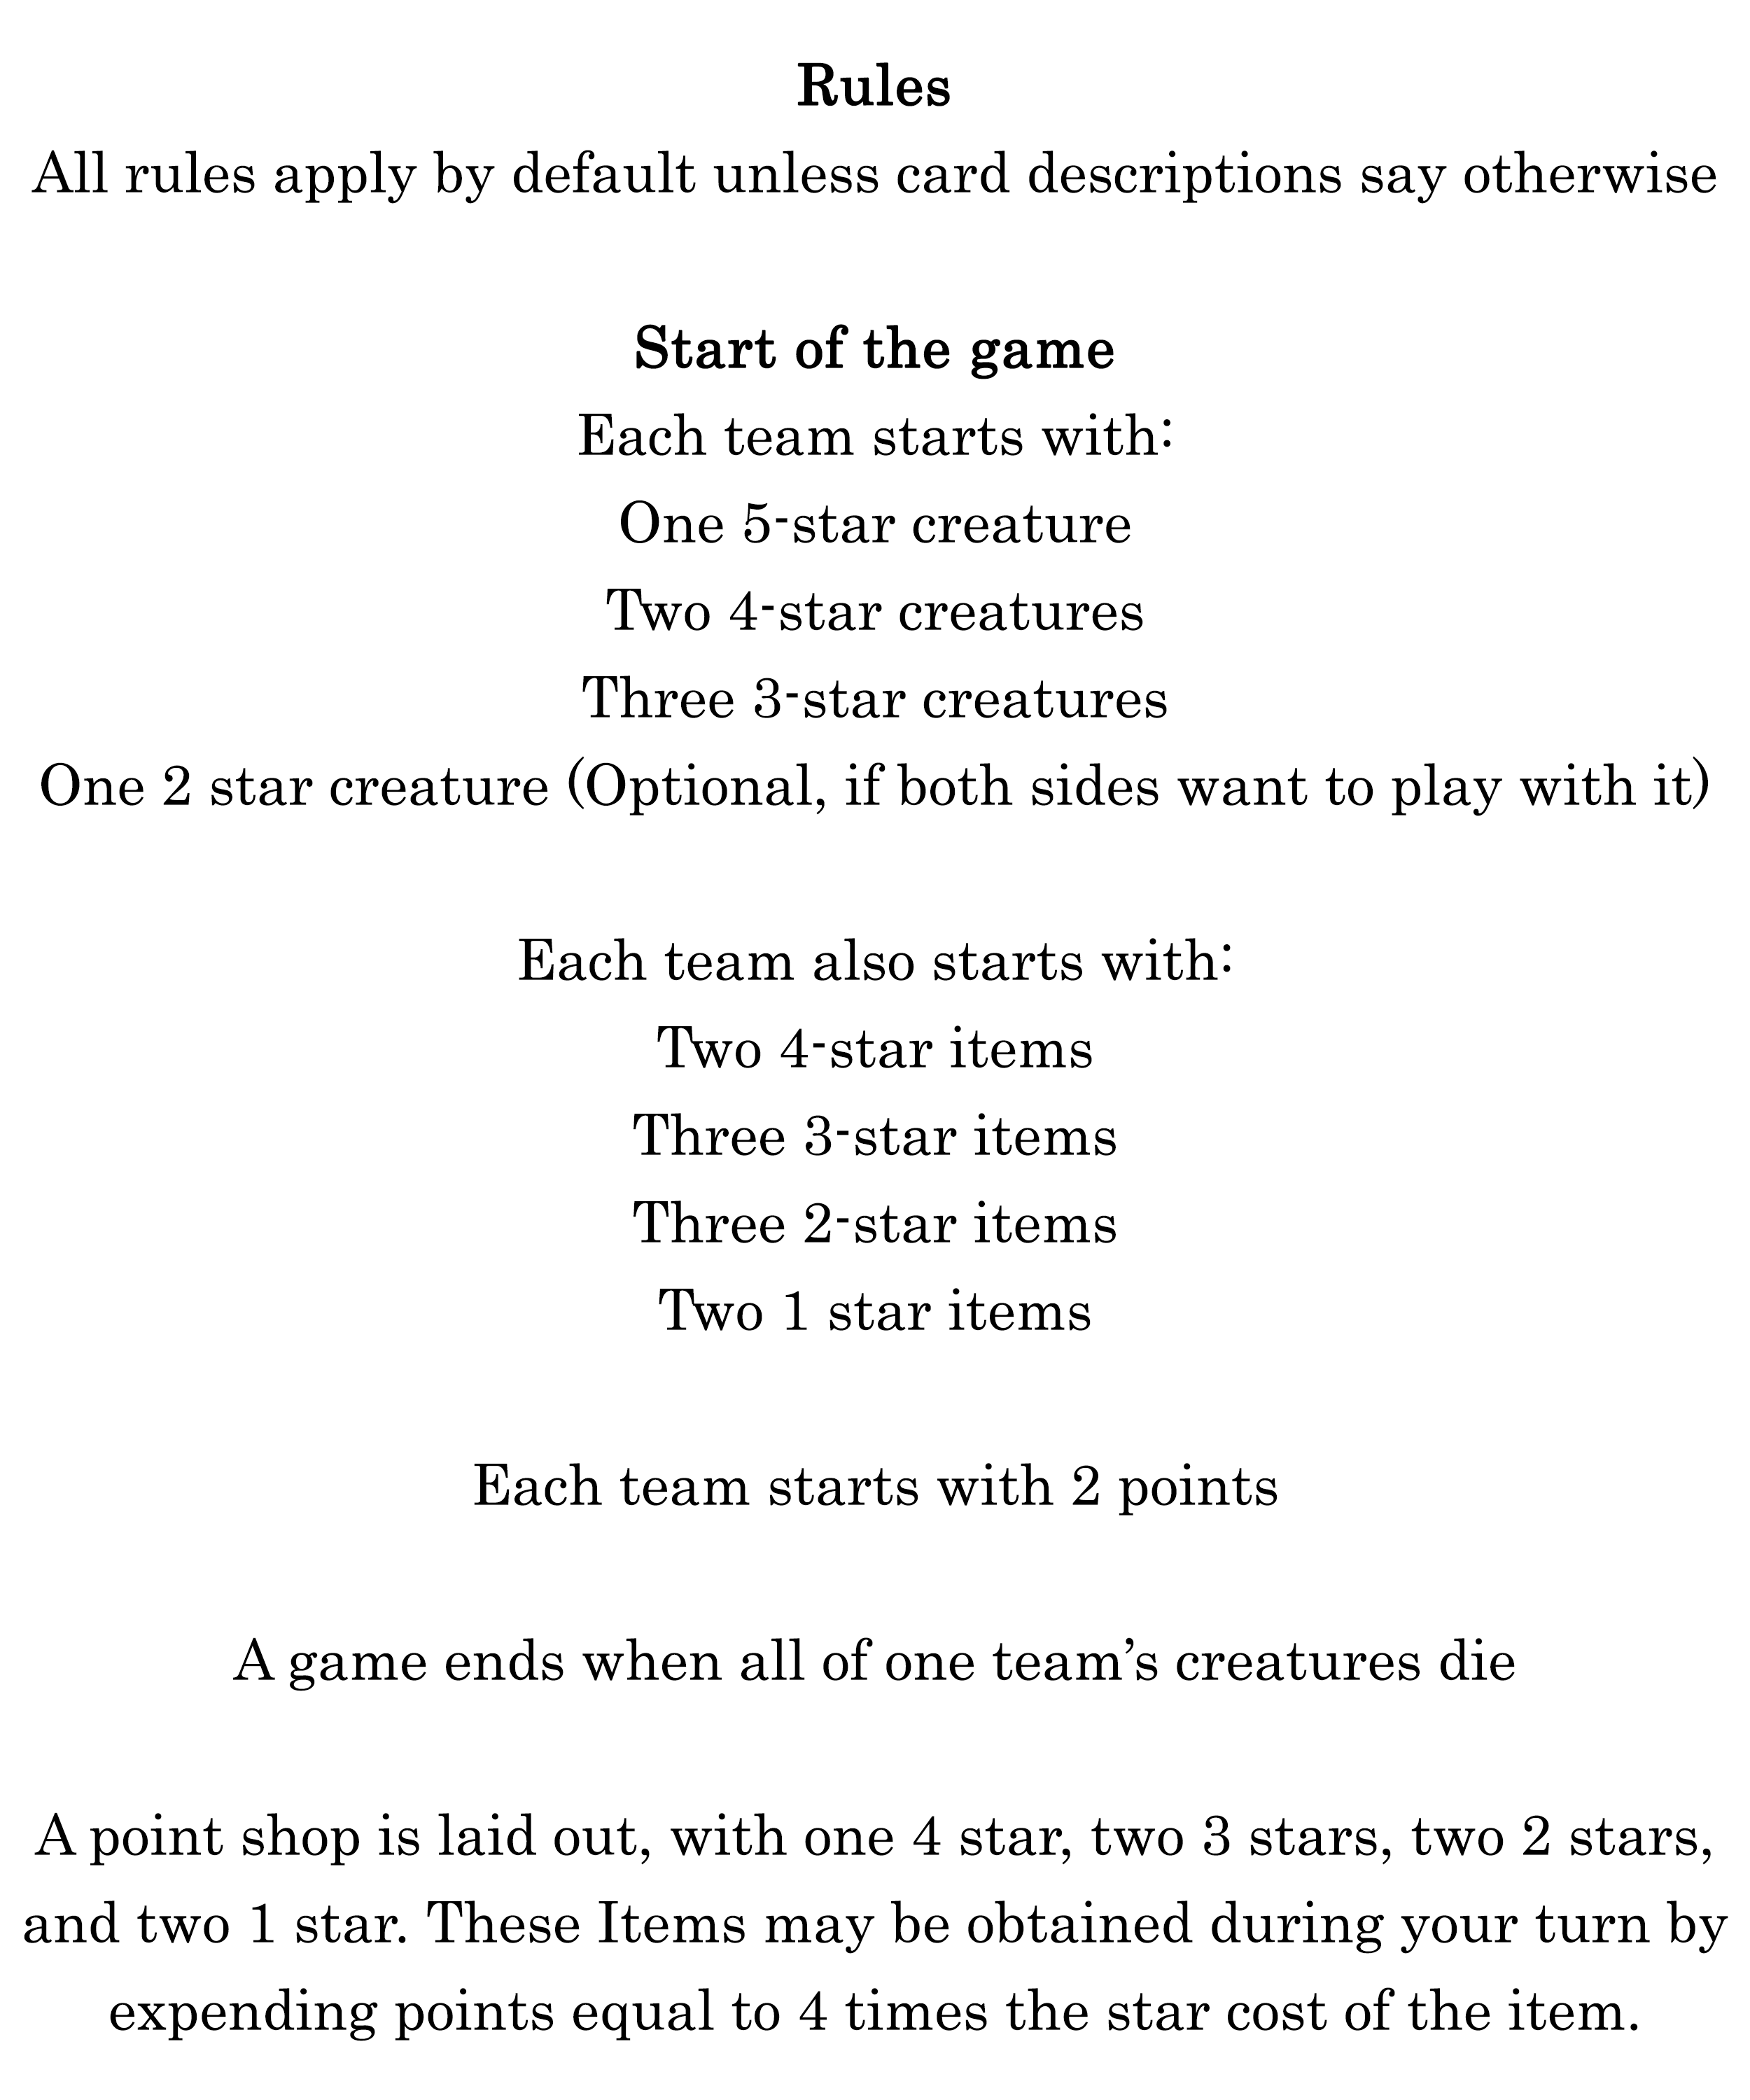 Rules
All rules apply by default unless card descriptions say otherwise
Start of the game
Each team starts with:
One 5-star creature
Two 4-star creatures
Three 3-star creatures
One 2 star creature (Optional, if both sides want to play with it)
Each team also starts with:
Two 4-star items
Three 3-star items
Three 2-star items
Two 1 star items
Each team starts with 2 points
A game ends when all of one team’s creatures die
A point shop is laid out, with one 4 star, two 3 stars, two 2 stars,
and two 1 star. These Items may be obtained during your turn by
expending points equal to 4 times the star cost of the item.